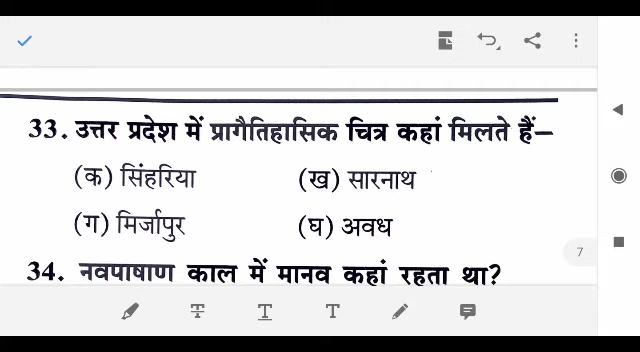 33. उत्तर प्रदेश में प्रागैतिहासिक चित्र कहां मिलते हैं–
(क) सिंहरिया (ख) सारनाथ
(ग) मिर्जापुर (घ) अवध
7
34. नवपाषाण काल में मानव कहां रहता था?
T T T